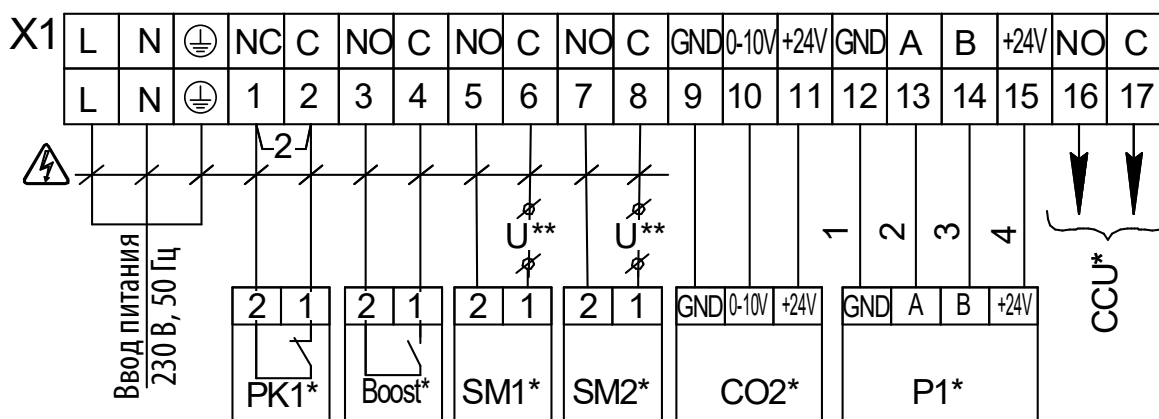 X1 L N NC C NO C NO C NO C GND 0-10V +24V GND A B +24V NO C
L N 1 2 3 4 5 6 7 8 9 10 11 12 13 14 15 16 17
2
U** U**
1 2 3 4
Ввод питания
230 В, 50 Гц
CCU*
2 1 2 1 2 1 2 1 GND 0-10V +24V GND A B +24V
PK1* Boost* SM1* SM2* CO2* P1*